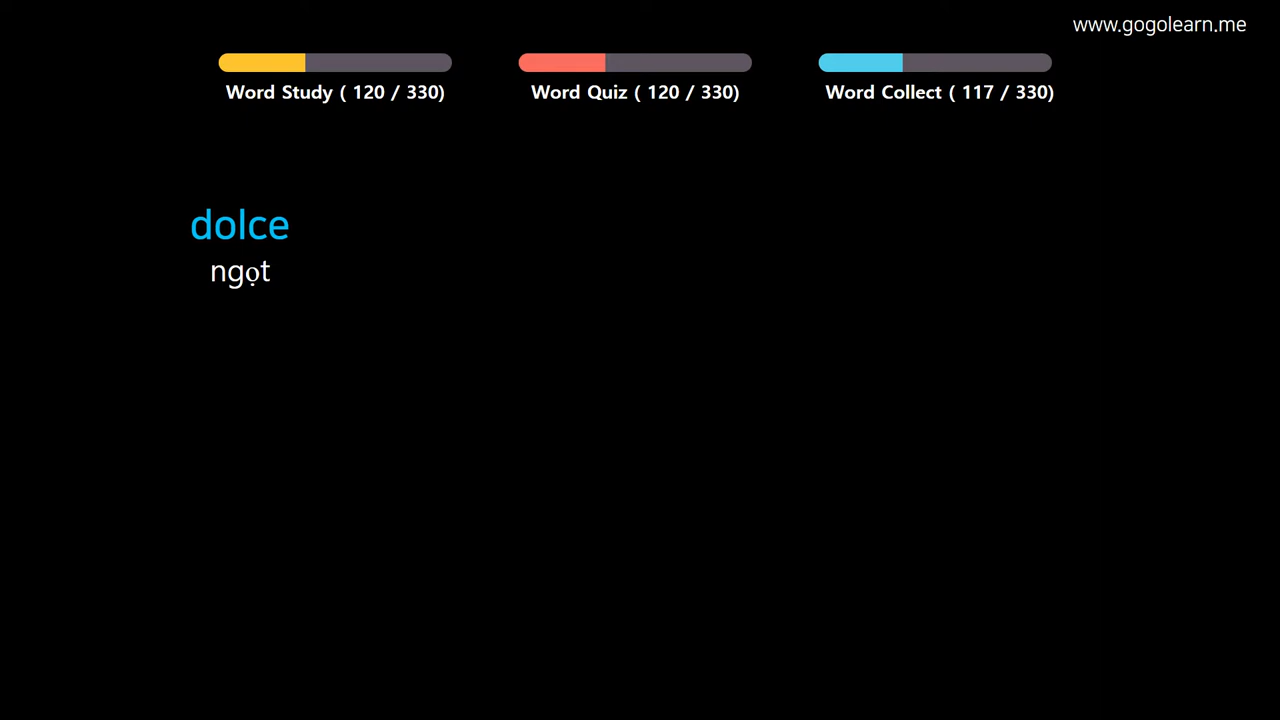 www.gogolearn.me
Word Study ( 120 / 330)
Word Quiz ( 120 / 330)
Word Collect ( 117 / 330)
dolce
ngọt